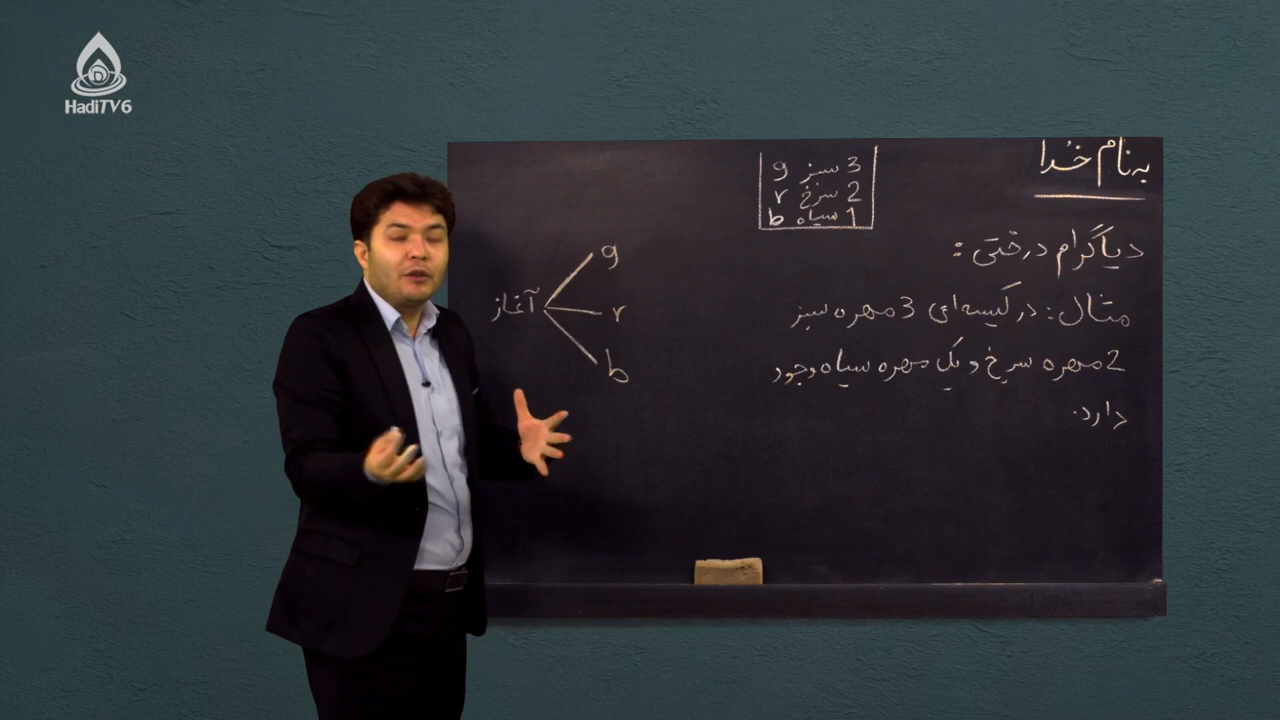 HadiTV6
به نام خدا
3 سبز g
2 سرخ r
1 سیاه b
دیاگرام درختی :
مثال : در کیسه‌ای 3 مهره سبز
2 مهره سرخ و یک مهره سیاه وجود
دارد.
آغاز
g
r
b